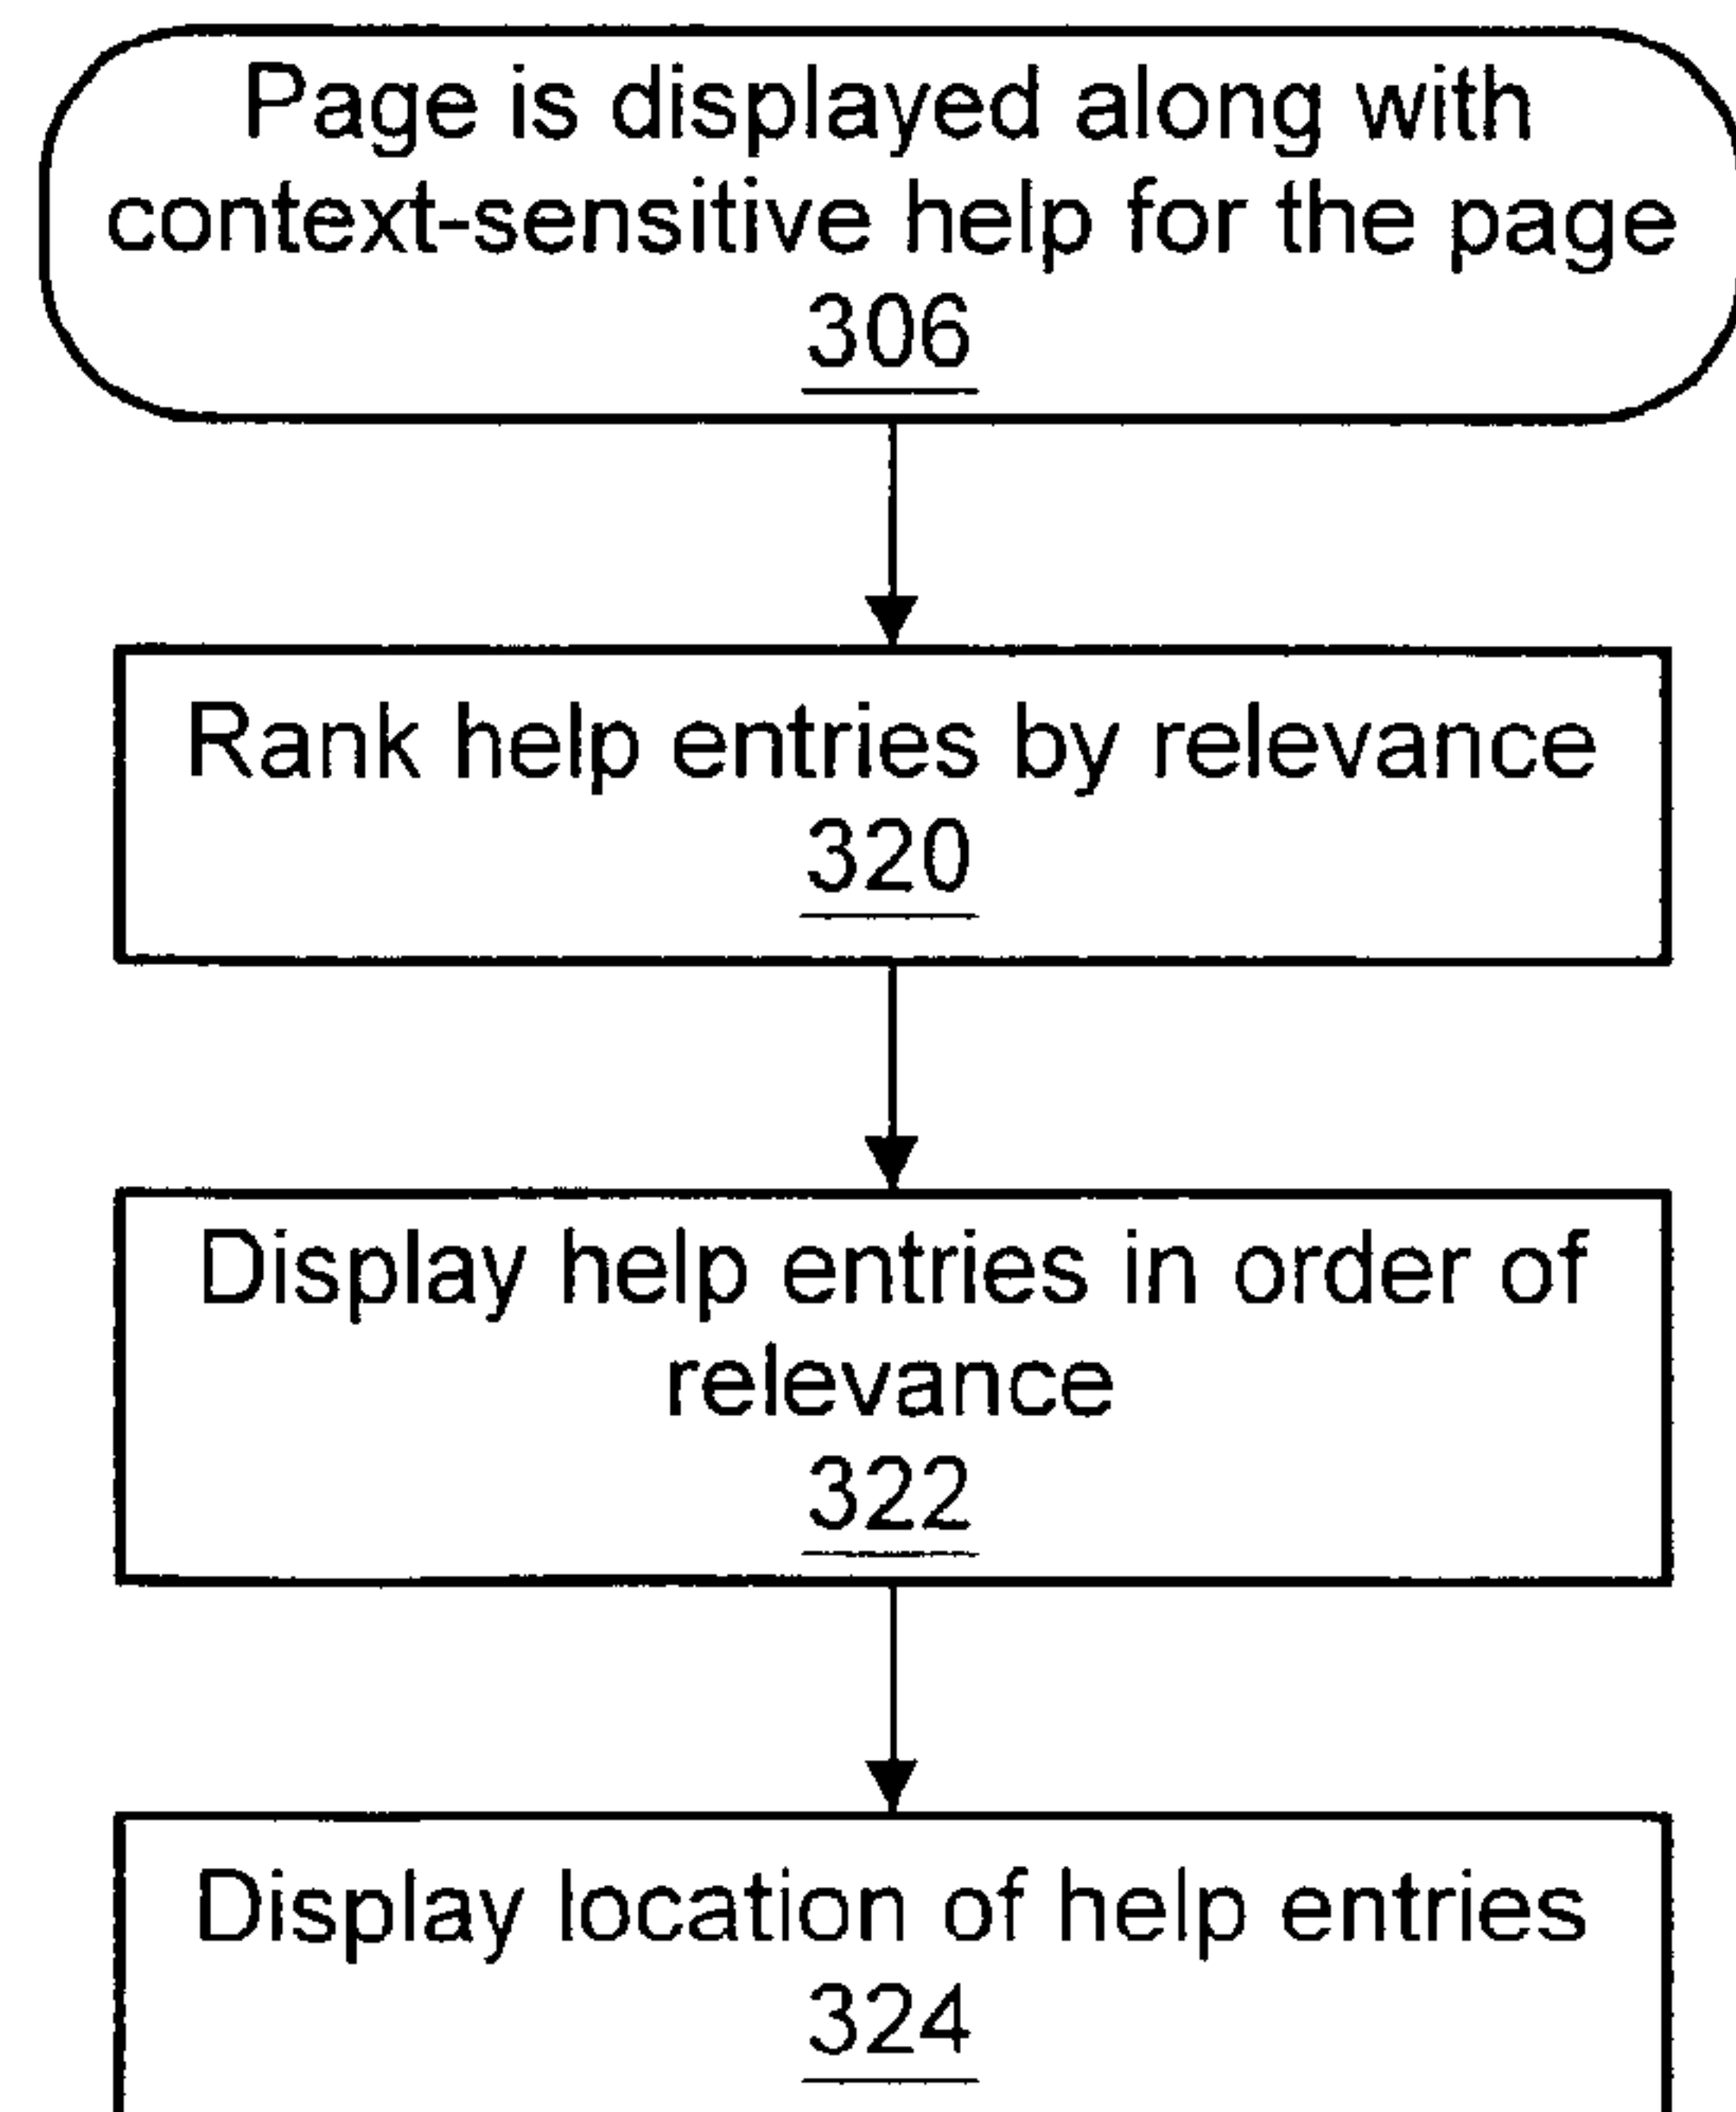 Page is displayed along with
context-sensitive help for the page
306
Rank help entries by relevance
320
Display help entries in order of
relevance
322
Display location of help entries
324